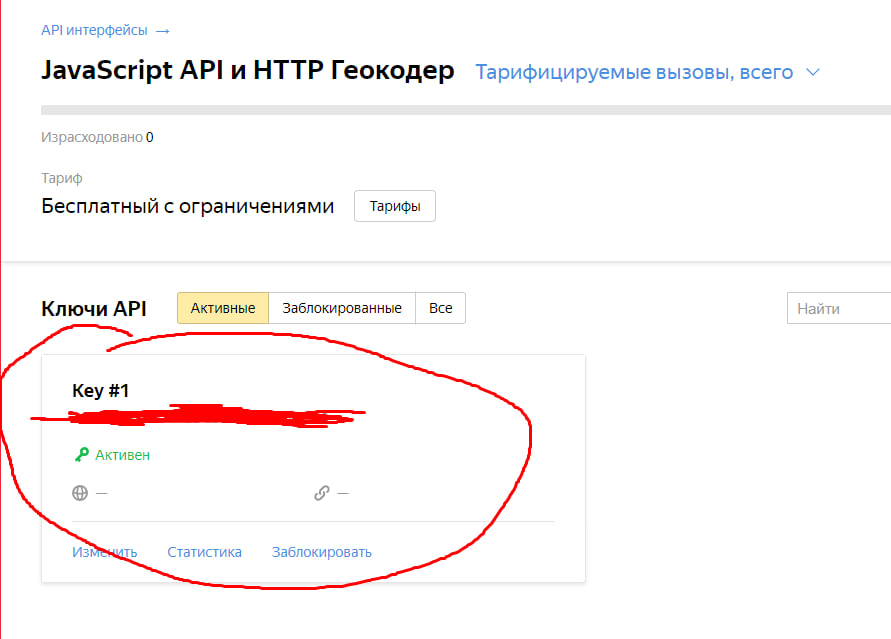 API интерфейсы →
JavaScript API и HTTP Геокодер Тарифицируемые вызовы, всего
Израсходовано 0
Тариф
Бесплатный с ограничениями Тарифы
Ключи API Активные Заблокированные Все Найти
Key #1
Активен
— —
Изменить Статистика Заблокировать